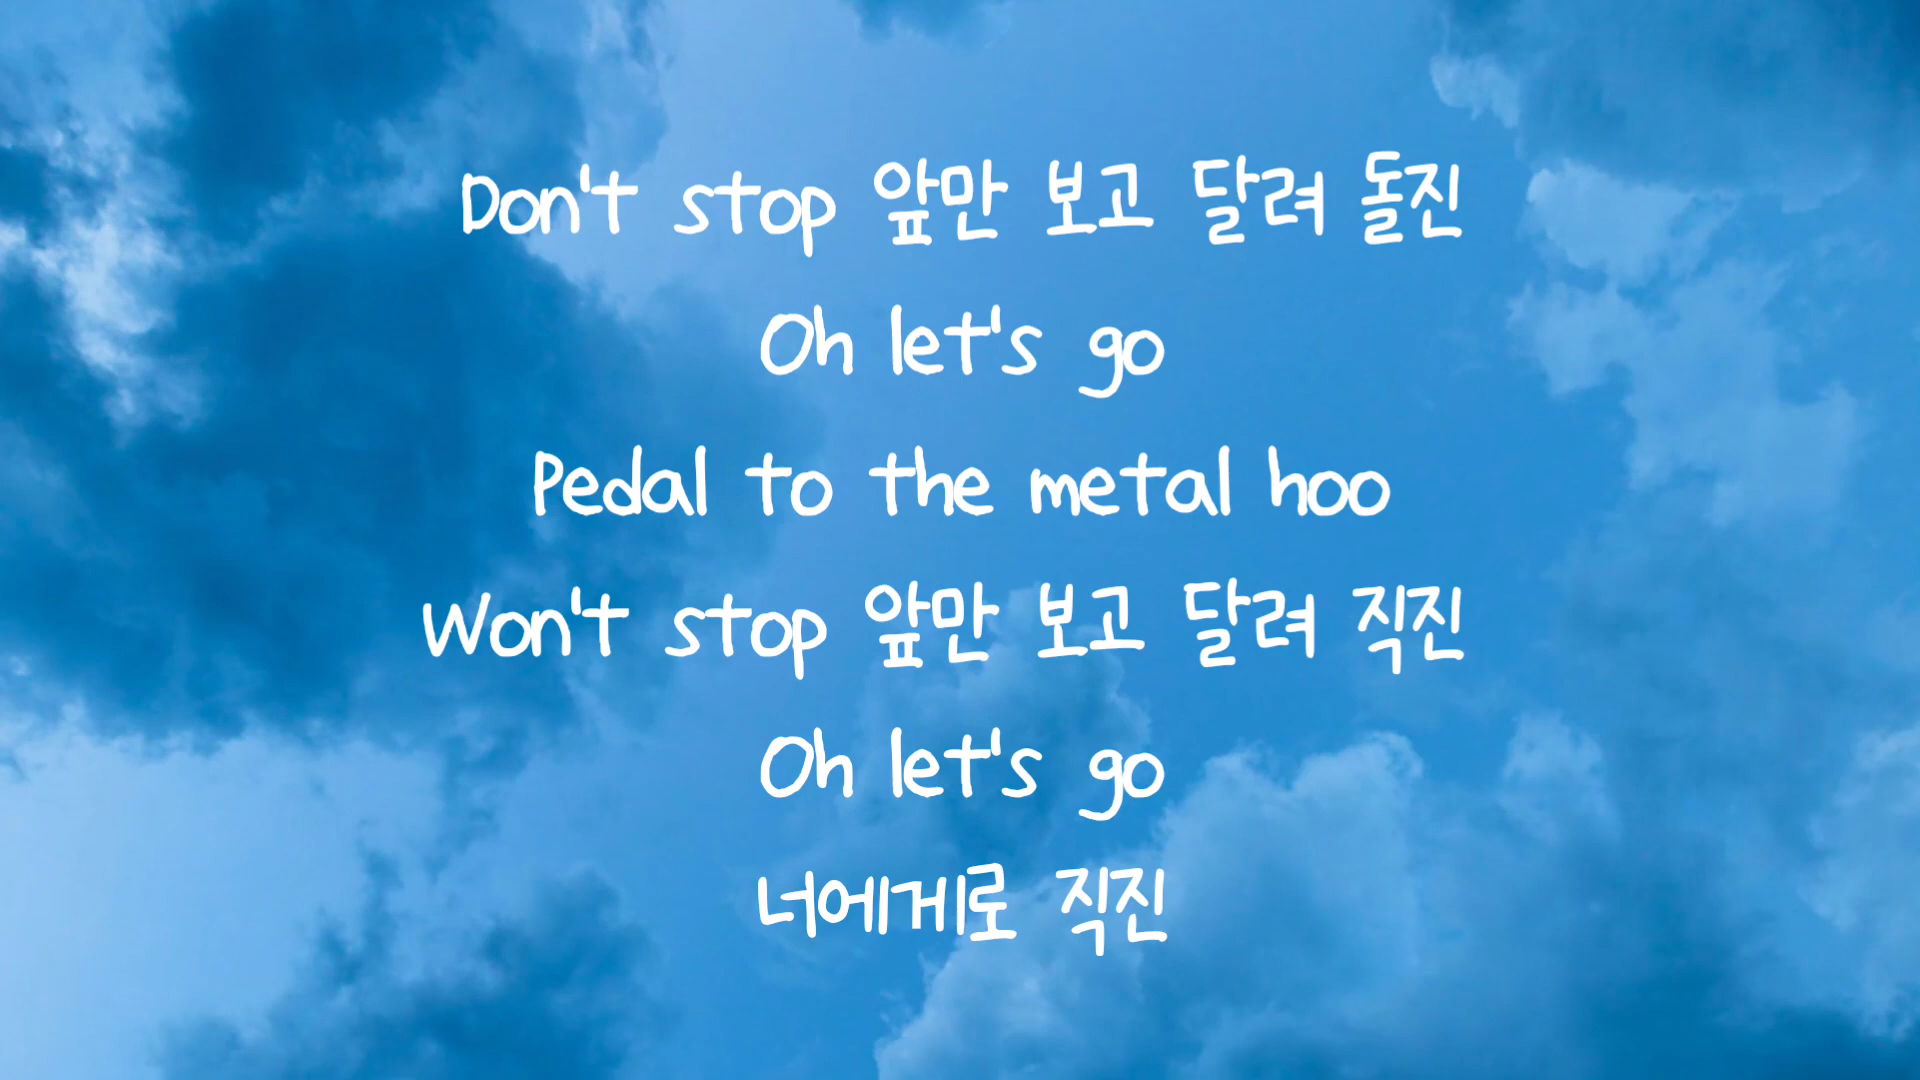 Don't stop 앞만 보고 달려 돌진
Oh let's go
Pedal to the metal hoo
Won't stop 앞만 보고 달려 직진
Oh let's go
너에게로 직진